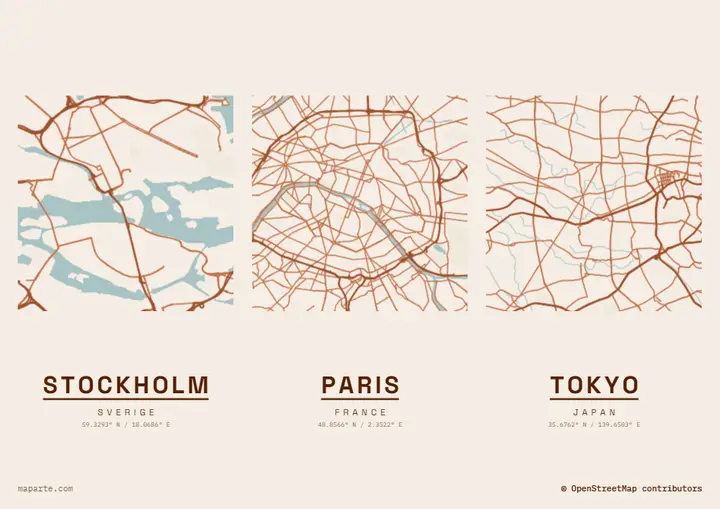 STOCKHOLM
SVERIGE
59.3293° N / 18.0686° E
PARIS
FRANCE
48.8566° N / 2.3522° E
TOKYO
JAPAN
35.6762° N / 139.6503° E
maparte.com
© OpenStreetMap contributors